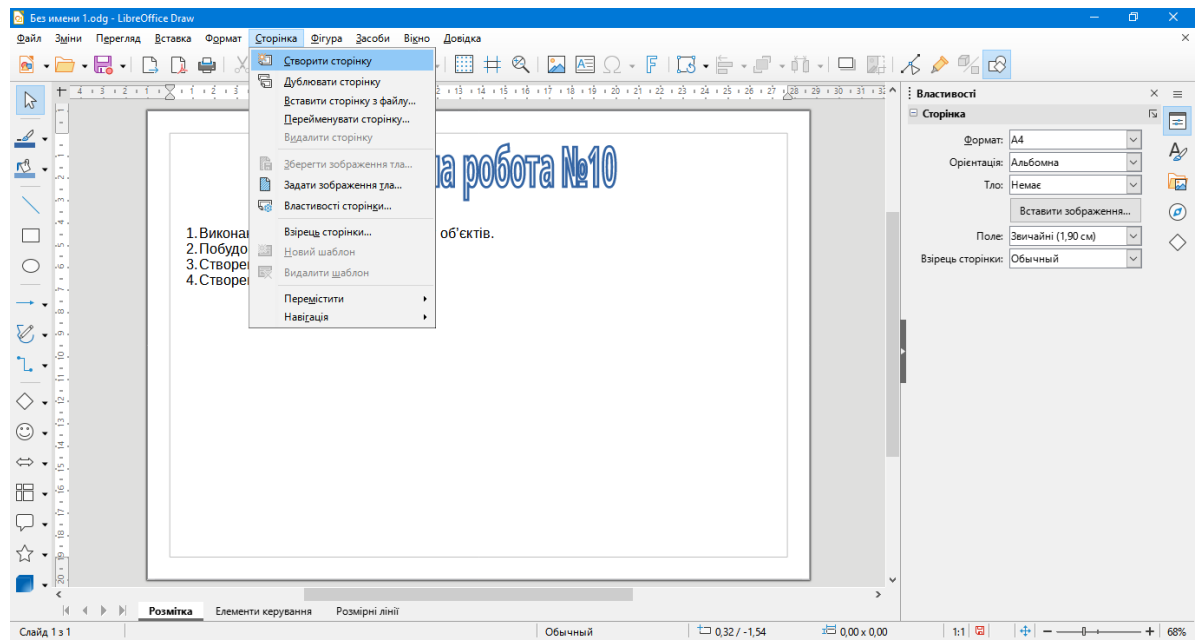 Без имени 1.odg - LibreOffice Draw
Файл Зміни Перегляд Вставка Формат Сторінка Фігура Засоби Вікно Довідка
Створити сторінку
Дублювати сторінку
Вставити сторінку з файлу...
Перейменувати сторінку...
Видалити сторінку
Зберегти зображення тла...
Задати зображення тла...
Властивості сторінки...
Взірець сторінки...
Новий шаблон
Видалити шаблон
Перемістити
Навігація
на робота №10
1. Викона об'єктів.
2. Побудо
3. Створе
4. Створе
Властивості
Сторінка
Формат: A4
Орієнтація: Альбомна
Тло: Немає
Вставити зображення...
Поле: Звичайні (1,90 см)
Взірець сторінки: Обычный
Розмітка Елементи керування Розмірні лінії
Слайд 1 з 1 Обычный 0,32 / -1,54 0,00 x 0,00 1:1 68%